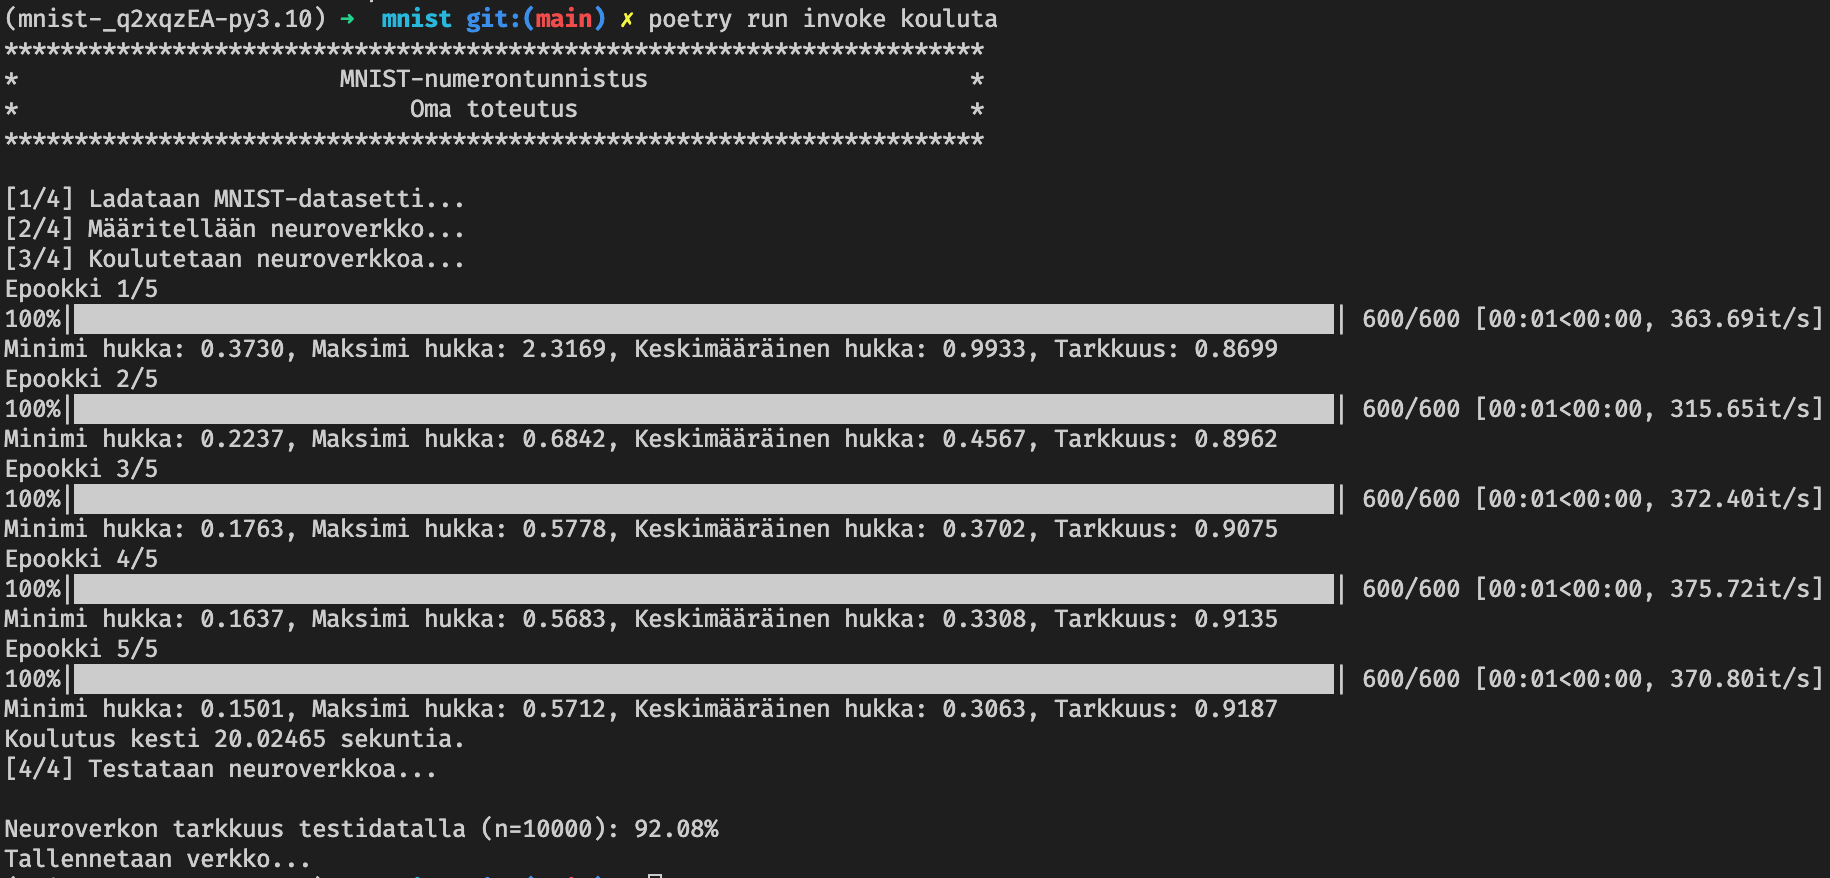 (mnist-_q2xqzEA-py3.10) ➜  mnist git:(main) ✗ poetry run invoke kouluta
**********************************************************************
*                       MNIST-numerontunnistus                       *
*                            Oma toteutus                            *
**********************************************************************
[1/4] Ladataan MNIST-datasetti...
[2/4] Määritellään neuroverkko...
[3/4] Koulutetaan neuroverkkoa...
Epookki 1/5
100%| | 600/600 [00:01<00:00, 363.69it/s]
Minimi hukka: 0.3730, Maksimi hukka: 2.3169, Keskimääräinen hukka: 0.9933, Tarkkuus: 0.8699
Epookki 2/5
100%| | 600/600 [00:01<00:00, 315.65it/s]
Minimi hukka: 0.2237, Maksimi hukka: 0.6842, Keskimääräinen hukka: 0.4567, Tarkkuus: 0.8962
Epookki 3/5
100%| | 600/600 [00:01<00:00, 372.40it/s]
Minimi hukka: 0.1763, Maksimi hukka: 0.5778, Keskimääräinen hukka: 0.3702, Tarkkuus: 0.9075
Epookki 4/5
100%| | 600/600 [00:01<00:00, 375.72it/s]
Minimi hukka: 0.1637, Maksimi hukka: 0.5683, Keskimääräinen hukka: 0.3308, Tarkkuus: 0.9135
Epookki 5/5
100%| | 600/600 [00:01<00:00, 370.80it/s]
Minimi hukka: 0.1501, Maksimi hukka: 0.5712, Keskimääräinen hukka: 0.3063, Tarkkuus: 0.9187
Koulutus kesti 20.02465 sekuntia.
[4/4] Testataan neuroverkkoa...
Neuroverkon tarkkuus testidatalla (n=10000): 92.08%
Tallennetaan verkko...